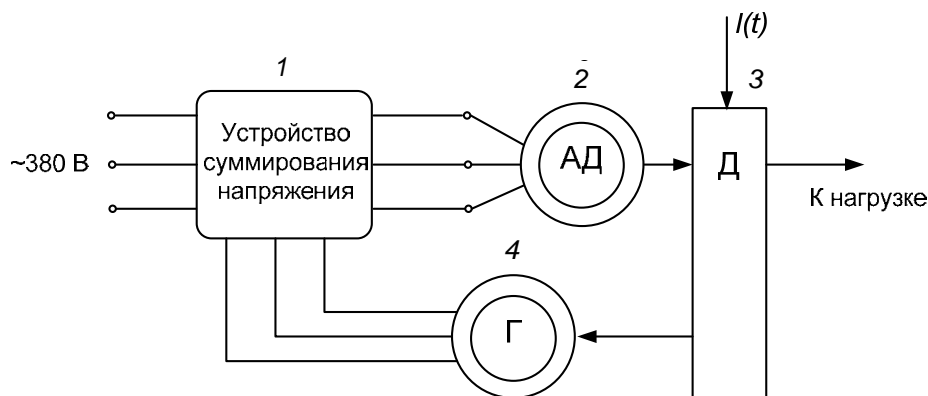 I(t)
1
2
3
Устройство
суммирования
напряжения
~380 В
АД
Д
К нагрузке
4
Г